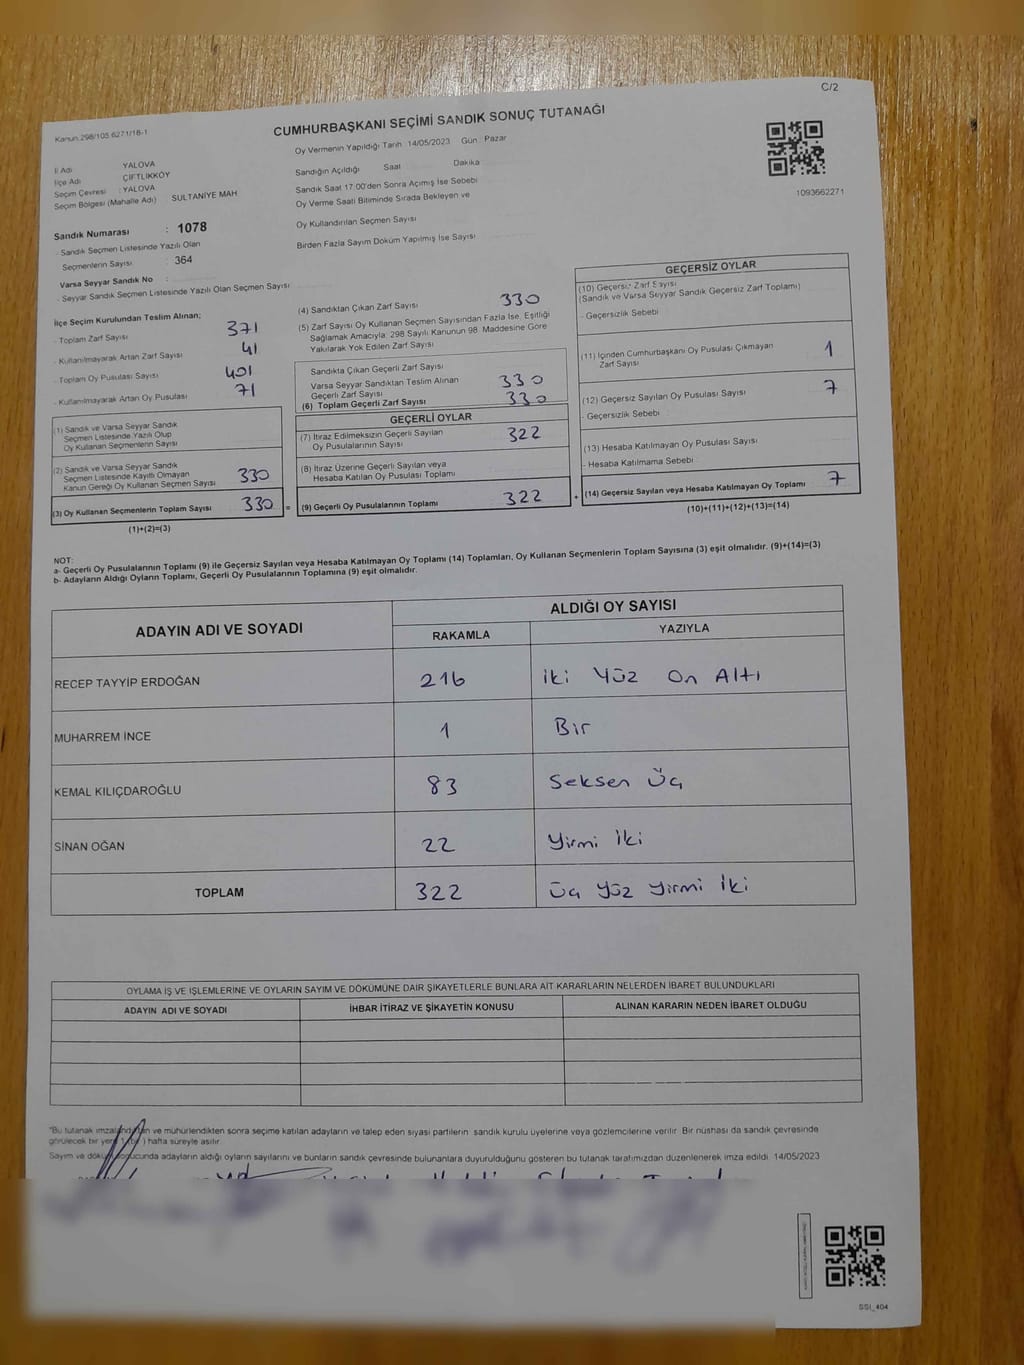 C/2
Kanun 298/105 6271/18-1
CUMHURBAŞKANI SEÇİMİ SANDIK SONUÇ TUTANAĞI
Oy Vermenin Yapıldığı Tarih 14/05/2023 Gün Pazar
İl Adı YALOVA
İlçe Adı ÇİFTLİKKÖY
Seçim Çevresi : YALOVA
Seçim Bölgesi (Mahalle Adı) SULTANİYE MAH
Sandığın Açıldığı Saat Dakika
Sandık Saat 17:00'den Sonra Açımış İse Sebebi
Oy Verme Saati Bitiminde Sırada Bekleyen ve
Oy Kullandırılan Seçmen Sayısı
Birden Fazla Sayım Döküm Yapılmış İse Sayısı
1093662271
Sandık Numarası : 1078
- Sandık Seçmen Listesinde Yazılı Olan
Seçmenlerin Sayısı : 364
Varsa Seyyar Sandık No :
- Seyyar Sandık Seçmen Listesinde Yazılı Olan Seçmen Sayısı
İlçe Seçim Kurulundan Teslim Alınan;
- Toplam Zarf Sayısı 371
- Kullanılmayarak Artan Zarf Sayısı 41
- Toplam Oy Pusulası Sayısı 401
- Kullanılmayarak Artan Oy Pusulası 71
(1) Sandık ve Varsa Seyyar Sandık
Seçmen Listesinde Yazılı Olup
Oy Kullanan Seçmenlerin Sayısı
(2) Sandık ve Varsa Seyyar Sandık
Seçmen Listesinde Kayıtlı Olmayan
Kanun Gereği Oy Kullanan Seçmen Sayısı 330
(3) Oy Kullanan Seçmenlerin Toplam Sayısı 330 =
(1)+(2)=(3)
(4) Sandıktan Çıkan Zarf Sayısı 330
(5) Zarf Sayısı Oy Kullanan Seçmen Sayısından Fazla İse, Eşitliği
Sağlamak Amacıyla: 298 Sayılı Kanunun 98. Maddesine Göre
Yakılarak Yok Edilen Zarf Sayısı
Sandıkta Çıkan Geçerli Zarf Sayısı
Varsa Seyyar Sandıktan Teslim Alınan
Geçerli Zarf Sayısı 330
(6) Toplam Geçerli Zarf Sayısı 330
GEÇERLİ OYLAR
(7) İtiraz Edilmeksizin Geçerli Sayılan
Oy Pusulalarının Sayısı 322
(8) İtiraz Üzerine Geçerli Sayılan veya
Hesaba Katılan Oy Pusulası Toplamı
(9) Geçerli Oy Pusulalarının Toplamı 322 +
GEÇERSİZ OYLAR
(10) Geçersiz Zarf Sayısı
(Sandık ve Varsa Seyyar Sandık Geçersiz Zarf Toplamı)
- Geçersizlik Sebebi
(11) İçinden Cumhurbaşkanı Oy Pusulası Çıkmayan
Zarf Sayısı 1
(12) Geçersiz Sayılan Oy Pusulası Sayısı 7
- Geçersizlik Sebebi
(13) Hesaba Katılmayan Oy Pusulası Sayısı
- Hesaba Katılmama Sebebi
(14) Geçersiz Sayılan veya Hesaba Katılmayan Oy Toplamı 7
(10)+(11)+(12)+(13)=(14)
NOT:
a- Geçerli Oy Pusulalarının Toplamı (9) ile Geçersiz Sayılan veya Hesaba Katılmayan Oy Toplamı (14) Toplamları, Oy Kullanan Seçmenlerin Toplam Sayısına (3) eşit olmalıdır. (9)+(14)=(3)
b- Adayların Aldığı Oyların Toplamı, Geçerli Oy Pusulalarının Toplamına (9) eşit olmalıdır.
ADAYIN ADI VE SOYADI
ALDIĞI OY SAYISI
RAKAMLA YAZIYLA
RECEP TAYYİP ERDOĞAN 216 iki Yüz On Altı
MUHARREM İNCE 1 Bir
KEMAL KILIÇDAROĞLU 83 Seksen Üç
SİNAN OĞAN 22 Yirmi İki
TOPLAM 322 Üç Yüz Yirmi İki
OYLAMA İŞ VE İŞLEMLERİNE VE OYLARIN SAYIM VE DÖKÜMÜNE DAİR ŞİKAYETLERLE BUNLARA AİT KARARLARIN NELERDEN İBARET BULUNDUKLARI
ADAYIN ADI VE SOYADI İHBAR İTİRAZ VE ŞİKAYETİN KONUSU ALINAN KARARIN NEDEN İBARET OLDUĞU
"Bu tutanak imzalandıktan ve mühürlendikten sonra seçime katılan adayların ve talep eden siyasi partilerin sandık kurulu üyelerine veya gözlemcilerine verilir. Bir nüshası da sandık çevresinde
görülecek bir yere 1 (bir) hafta süreyle asılır.
Sayım ve döküm sonucunda adayların aldığı oyların sayılarını ve bunların sandık çevresinde bulunanlara duyurulduğunu gösteren bu tutanak tarafımızdan düzenlenerek imza edildi. 14/05/2023
SSI_404